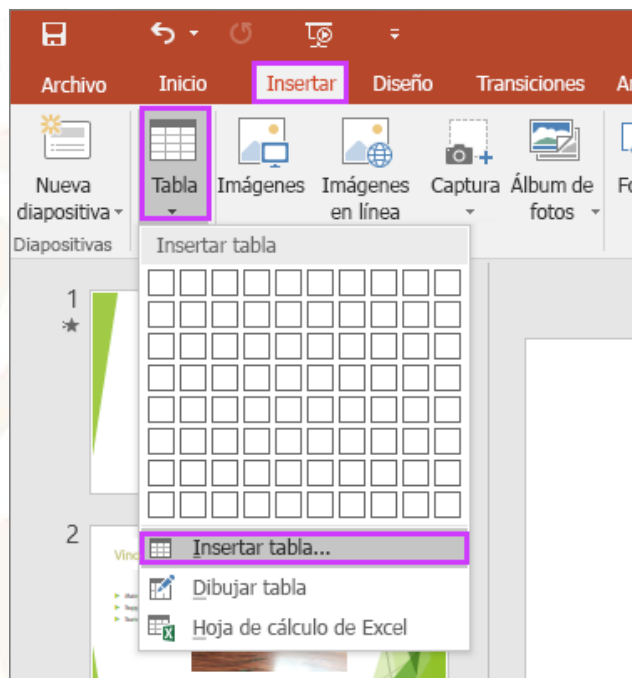 Archivo Inicio Insertar Diseño Transiciones
Nueva diapositiva
Tabla
Imágenes
Imágenes en línea
Captura
Álbum de fotos
Diapositivas
Insertar tabla
1
2
Insertar tabla...
Dibujar tabla
Hoja de cálculo de Excel